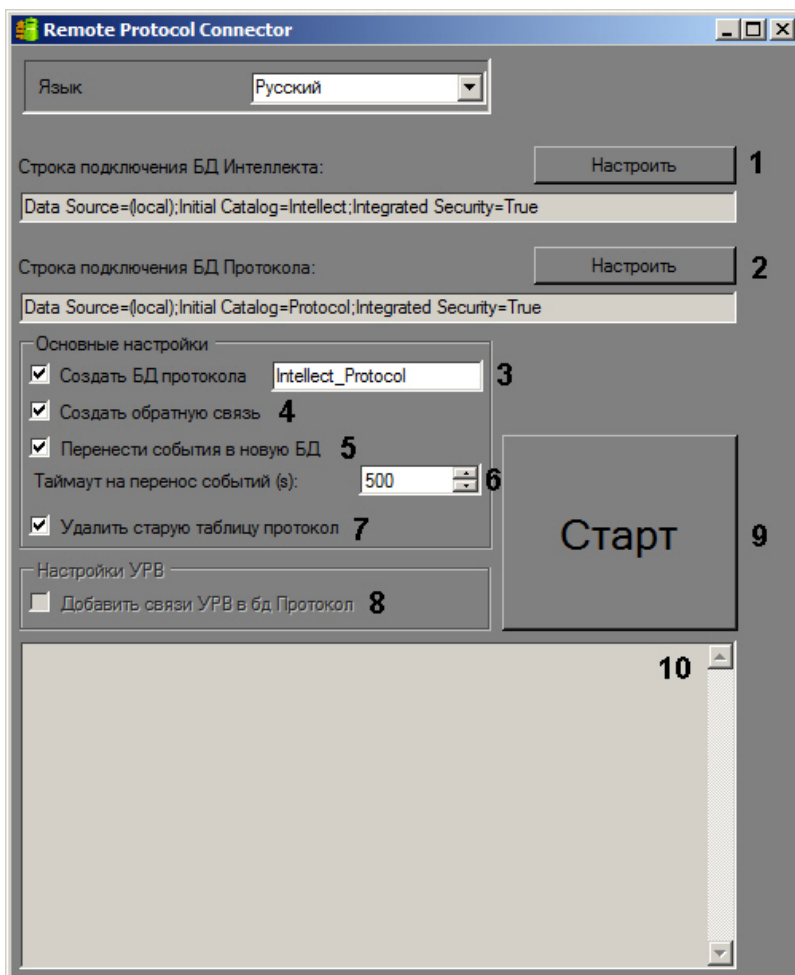 Remote Protocol Connector
Язык Русский
Строка подключения БД Интеллекта: Настроить 1
Data Source=(local);Initial Catalog=Intellect;Integrated Security=True
Строка подключения БД Протокола: Настроить 2
Data Source=(local);Initial Catalog=Protocol;Integrated Security=True
Основные настройки
Создать БД протокола Intellect_Protocol 3
Создать обратную связь 4
Перенести события в новую БД 5
Таймаут на перенос событий (s): 500 6
Удалить старую таблицу протокол 7
Старт 9
Настройки УРВ
Добавить связи УРВ в бд Протокол 8
10